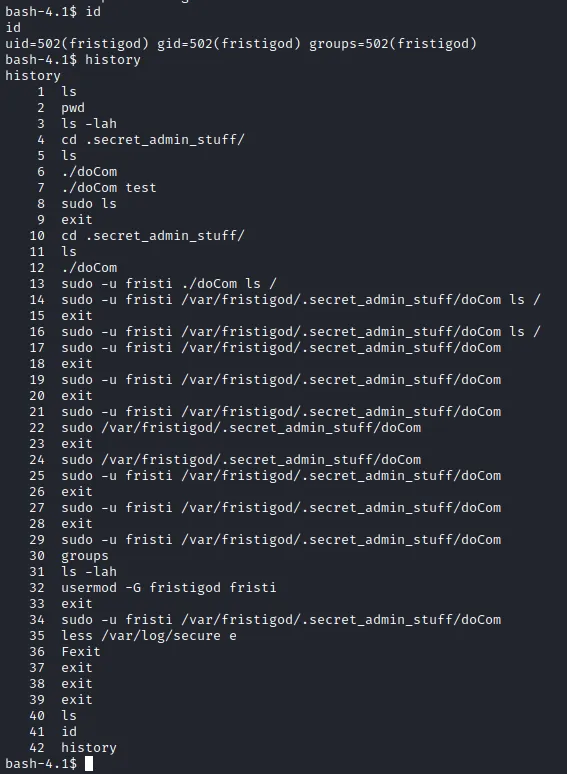 bash-4.1$ id
id
uid=502(fristigod) gid=502(fristigod) groups=502(fristigod)
bash-4.1$ history
history
    1  ls
    2  pwd
    3  ls -lah
    4  cd .secret_admin_stuff/
    5  ls
    6  ./doCom
    7  ./doCom test
    8  sudo ls
    9  exit
   10  cd .secret_admin_stuff/
   11  ls
   12  ./doCom
   13  sudo -u fristi ./doCom ls /
   14  sudo -u fristi /var/fristigod/.secret_admin_stuff/doCom ls /
   15  exit
   16  sudo -u fristi /var/fristigod/.secret_admin_stuff/doCom ls /
   17  sudo -u fristi /var/fristigod/.secret_admin_stuff/doCom
   18  exit
   19  sudo -u fristi /var/fristigod/.secret_admin_stuff/doCom
   20  exit
   21  sudo -u fristi /var/fristigod/.secret_admin_stuff/doCom
   22  sudo /var/fristigod/.secret_admin_stuff/doCom
   23  exit
   24  sudo /var/fristigod/.secret_admin_stuff/doCom
   25  sudo -u fristi /var/fristigod/.secret_admin_stuff/doCom
   26  exit
   27  sudo -u fristi /var/fristigod/.secret_admin_stuff/doCom
   28  exit
   29  sudo -u fristi /var/fristigod/.secret_admin_stuff/doCom
   30  groups
   31  ls -lah
   32  usermod -G fristigod fristi
   33  exit
   34  sudo -u fristi /var/fristigod/.secret_admin_stuff/doCom
   35  less /var/log/secure e
   36  Fexit
   37  exit
   38  exit
   39  exit
   40  ls
   41  id
   42  history
bash-4.1$